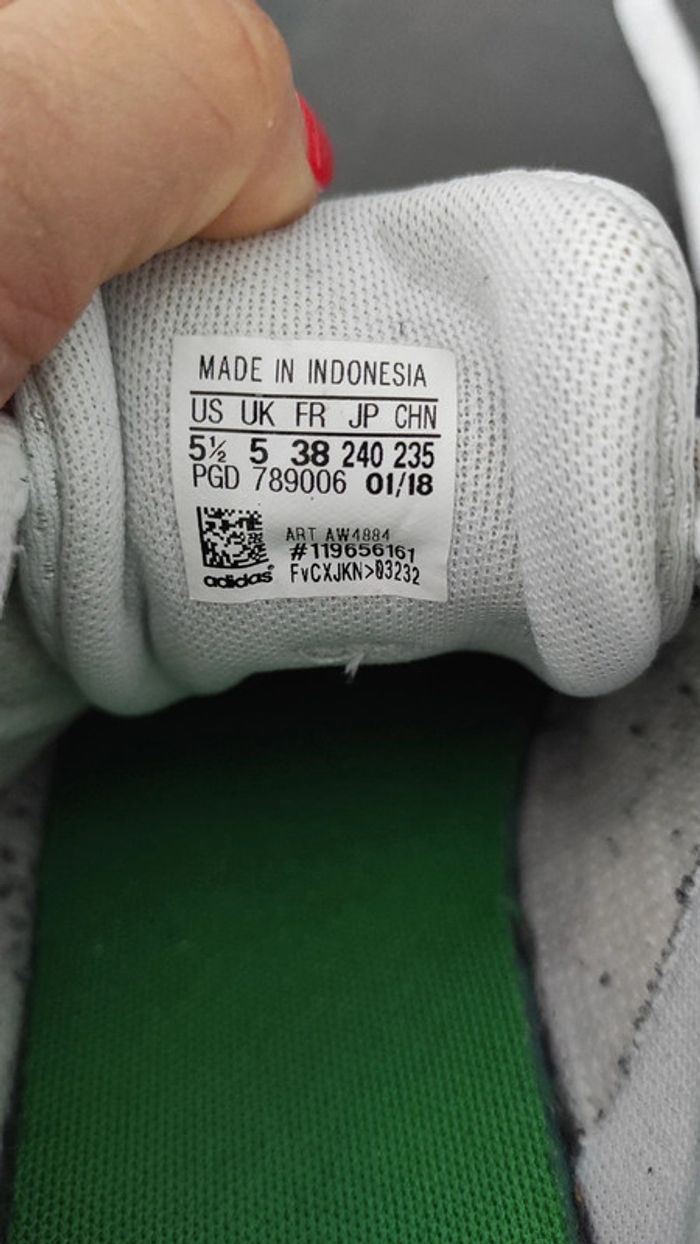 MADE IN INDONESIA
US UK FR JP CHN
5½ 5 38 240 235
PGD 789006 01/18
ART AW4884
#119656161
adidas® FvCXJKN>03232